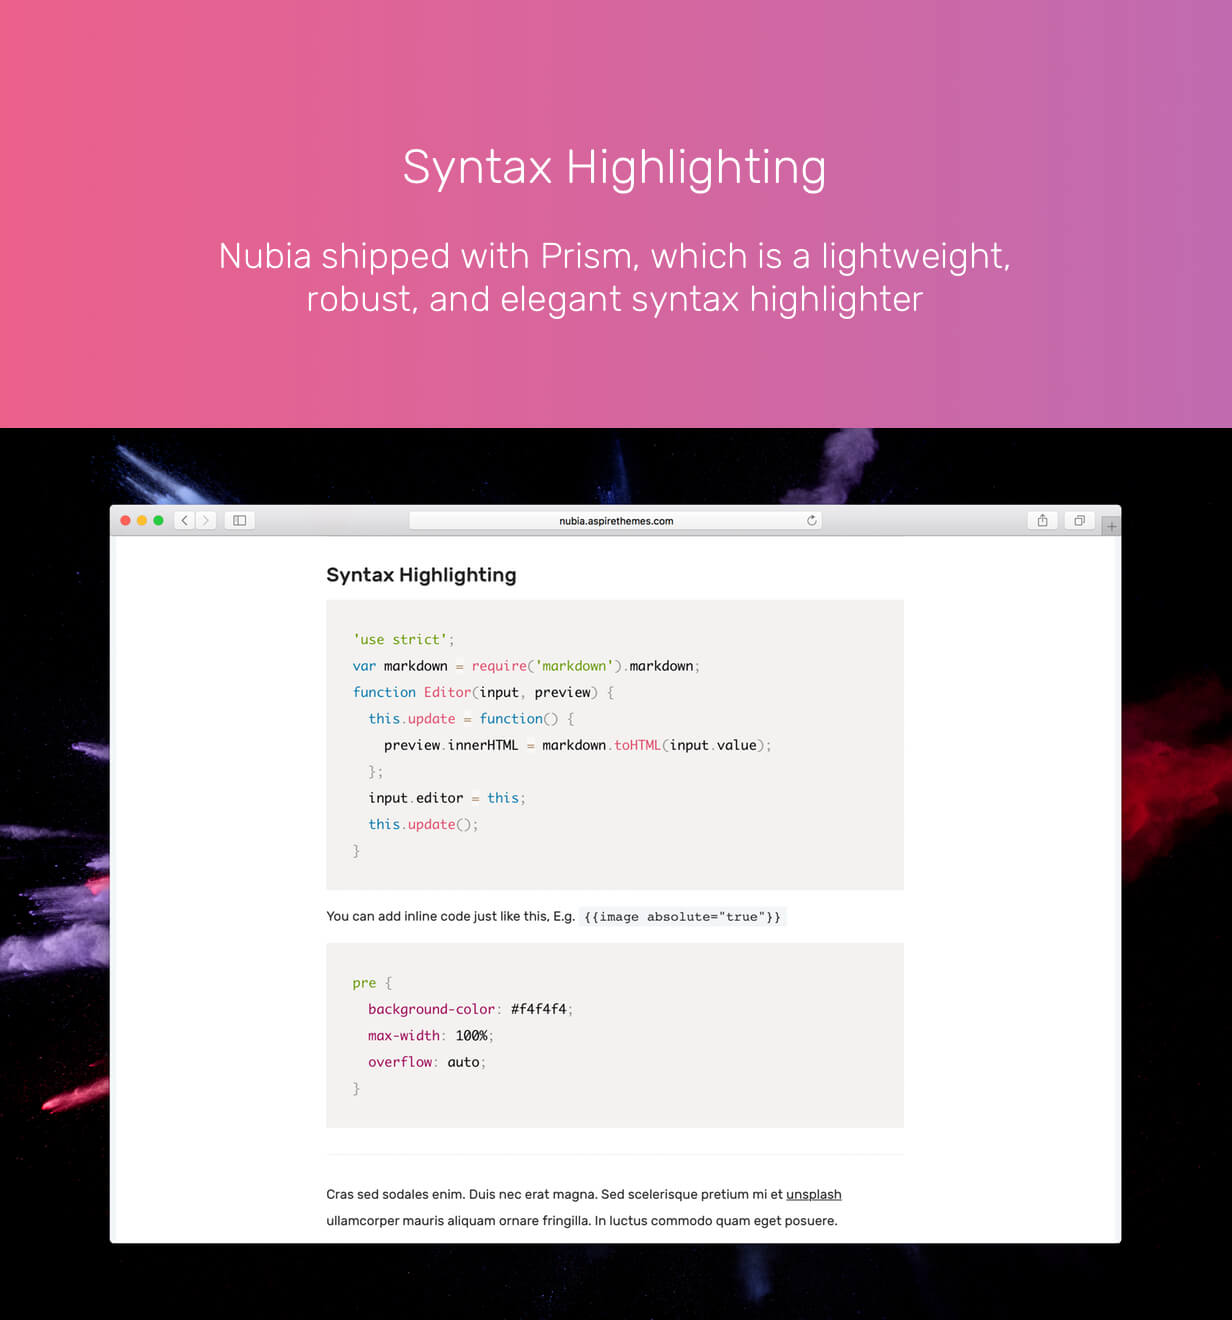 Syntax Highlighting
Nubia shipped with Prism, which is a lightweight,
robust, and elegant syntax highlighter
nubia.aspirethemes.com
Syntax Highlighting
'use strict';
var markdown = require('markdown').markdown;
function Editor(input, preview) {
  this.update = function() {
    preview.innerHTML = markdown.toHTML(input.value);
  };
  input.editor = this;
  this.update();
}
You can add inline code just like this, E.g. {{image absolute="true"}}
pre {
  background-color: #f4f4f4;
  max-width: 100%;
  overflow: auto;
}
Cras sed sodales enim. Duis nec erat magna. Sed scelerisque pretium mi et unsplash
ullamcorper mauris aliquam ornare fringilla. In luctus commodo quam eget posuere.